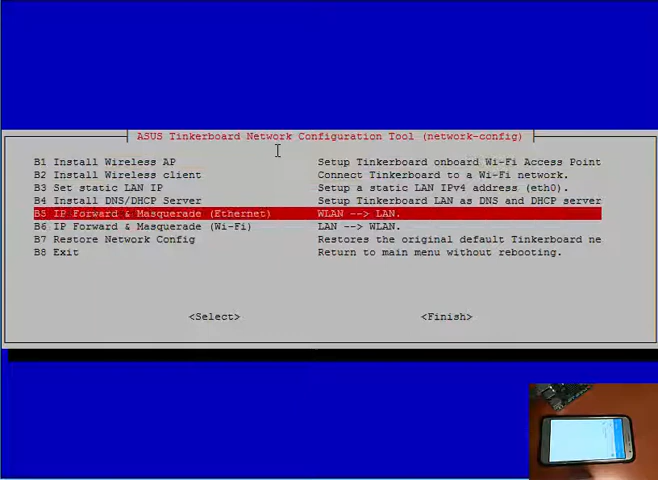 ASUS Tinkerboard Network Configuration Tool (network-config)
B1 Install Wireless AP Setup Tinkerboard onboard Wi-Fi Access Point
B2 Install Wireless client Connect Tinkerboard to a Wi-Fi network.
B3 Set static LAN IP Setup a static LAN IPv4 address (eth0).
B4 Install DNS/DHCP Server Setup Tinkerboard LAN as DNS and DHCP server
B5 IP Forward & Masquerade (Ethernet) WLAN --> LAN.
B6 IP Forward & Masquerade (Wi-Fi) LAN --> WLAN.
B7 Restore Network Config Restores the original default Tinkerboard ne
B8 Exit Return to main menu without rebooting.
<Select> <Finish>